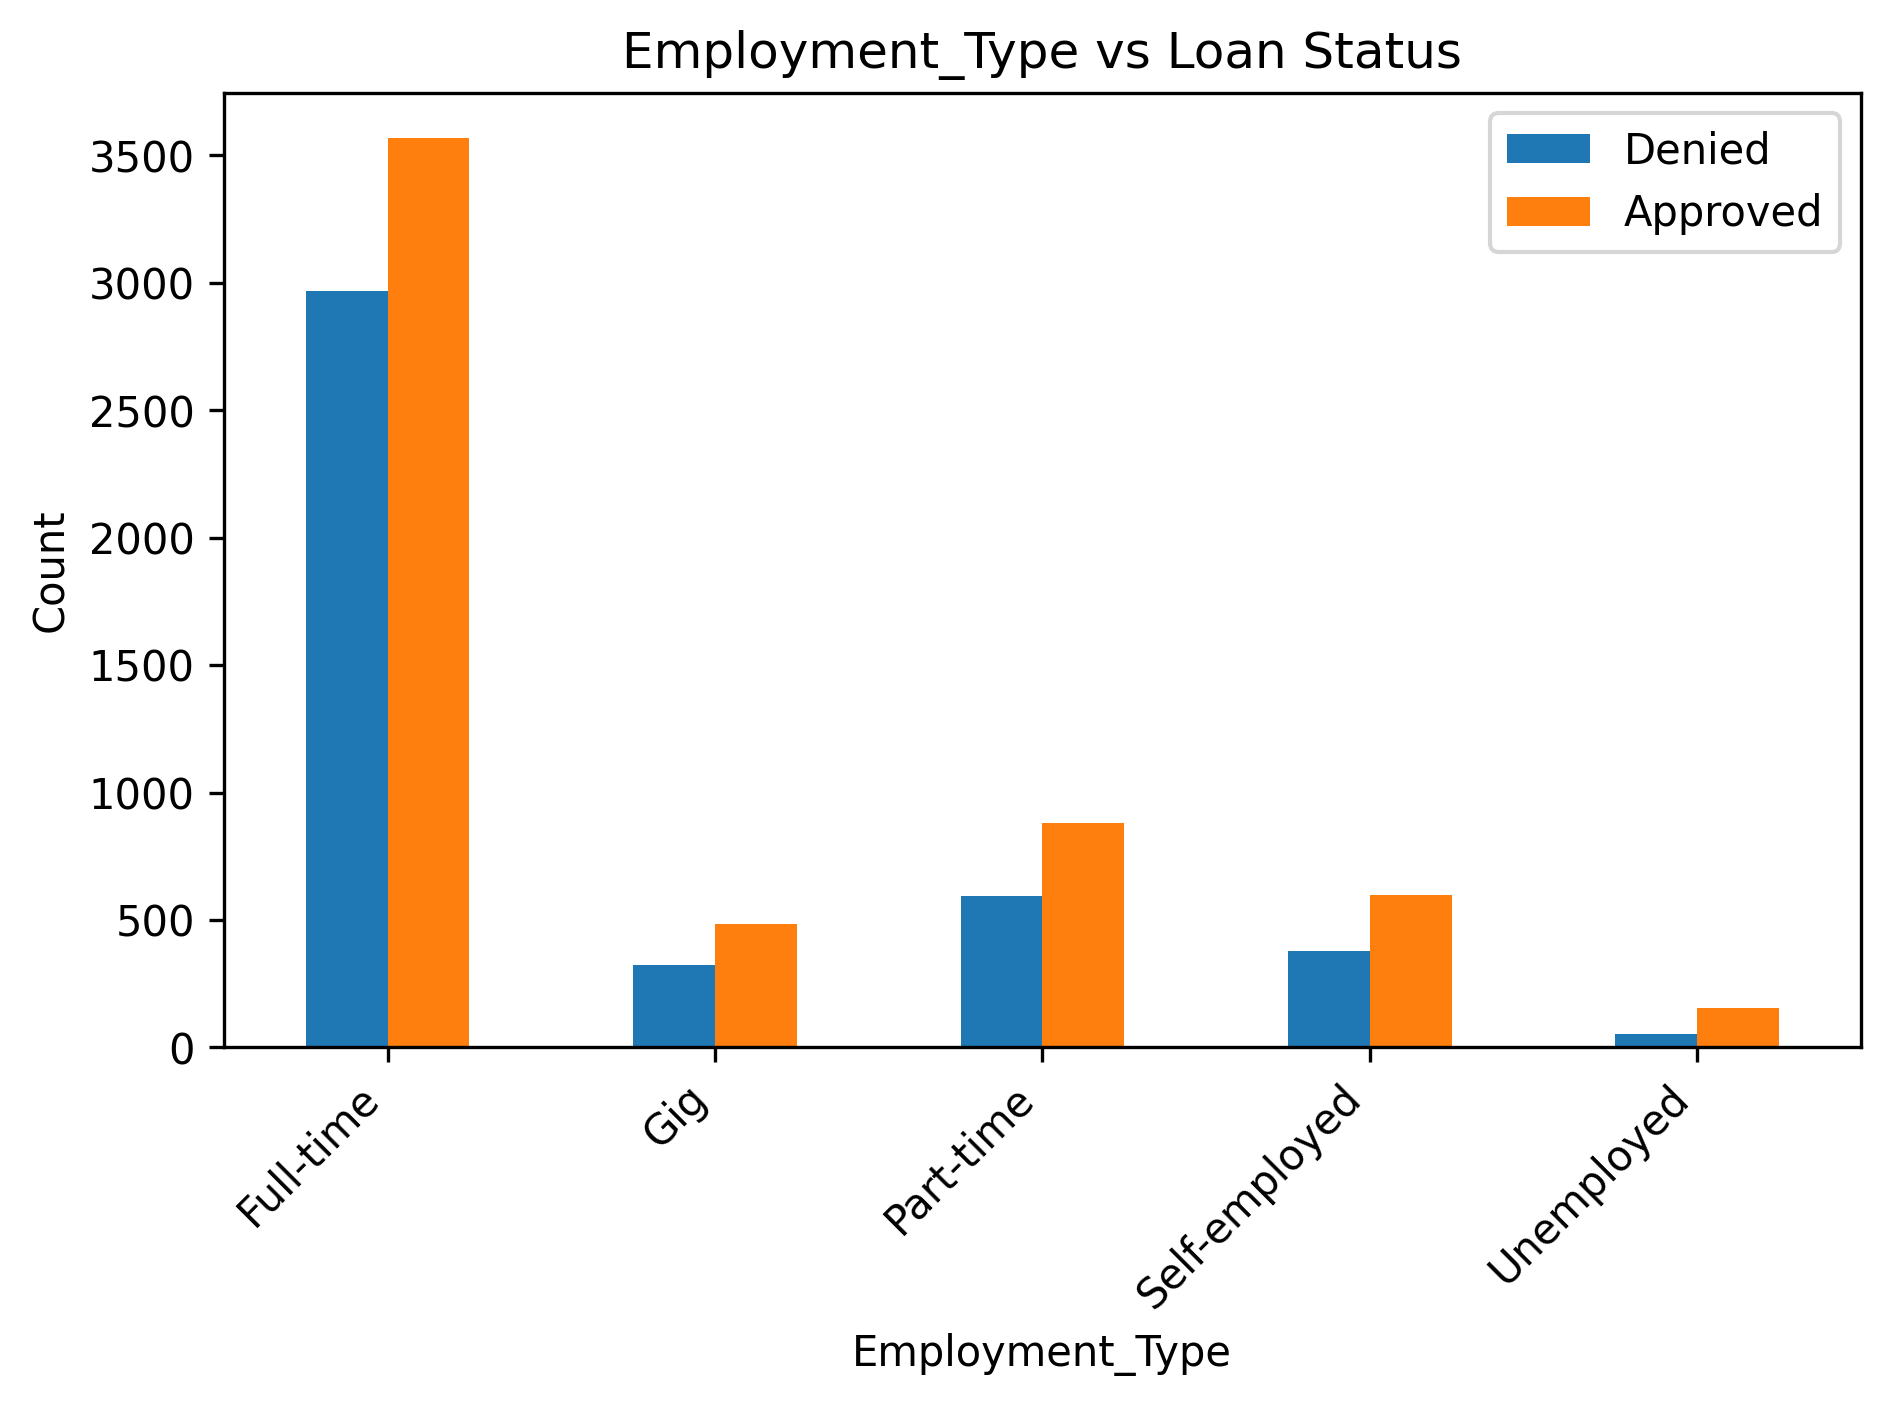 Employment_Type vs Loan Status
Denied
Approved
Count
3500
3000
2500
2000
1500
1000
500
0
Full-time
Gig
Part-time
Self-employed
Unemployed
Employment_Type